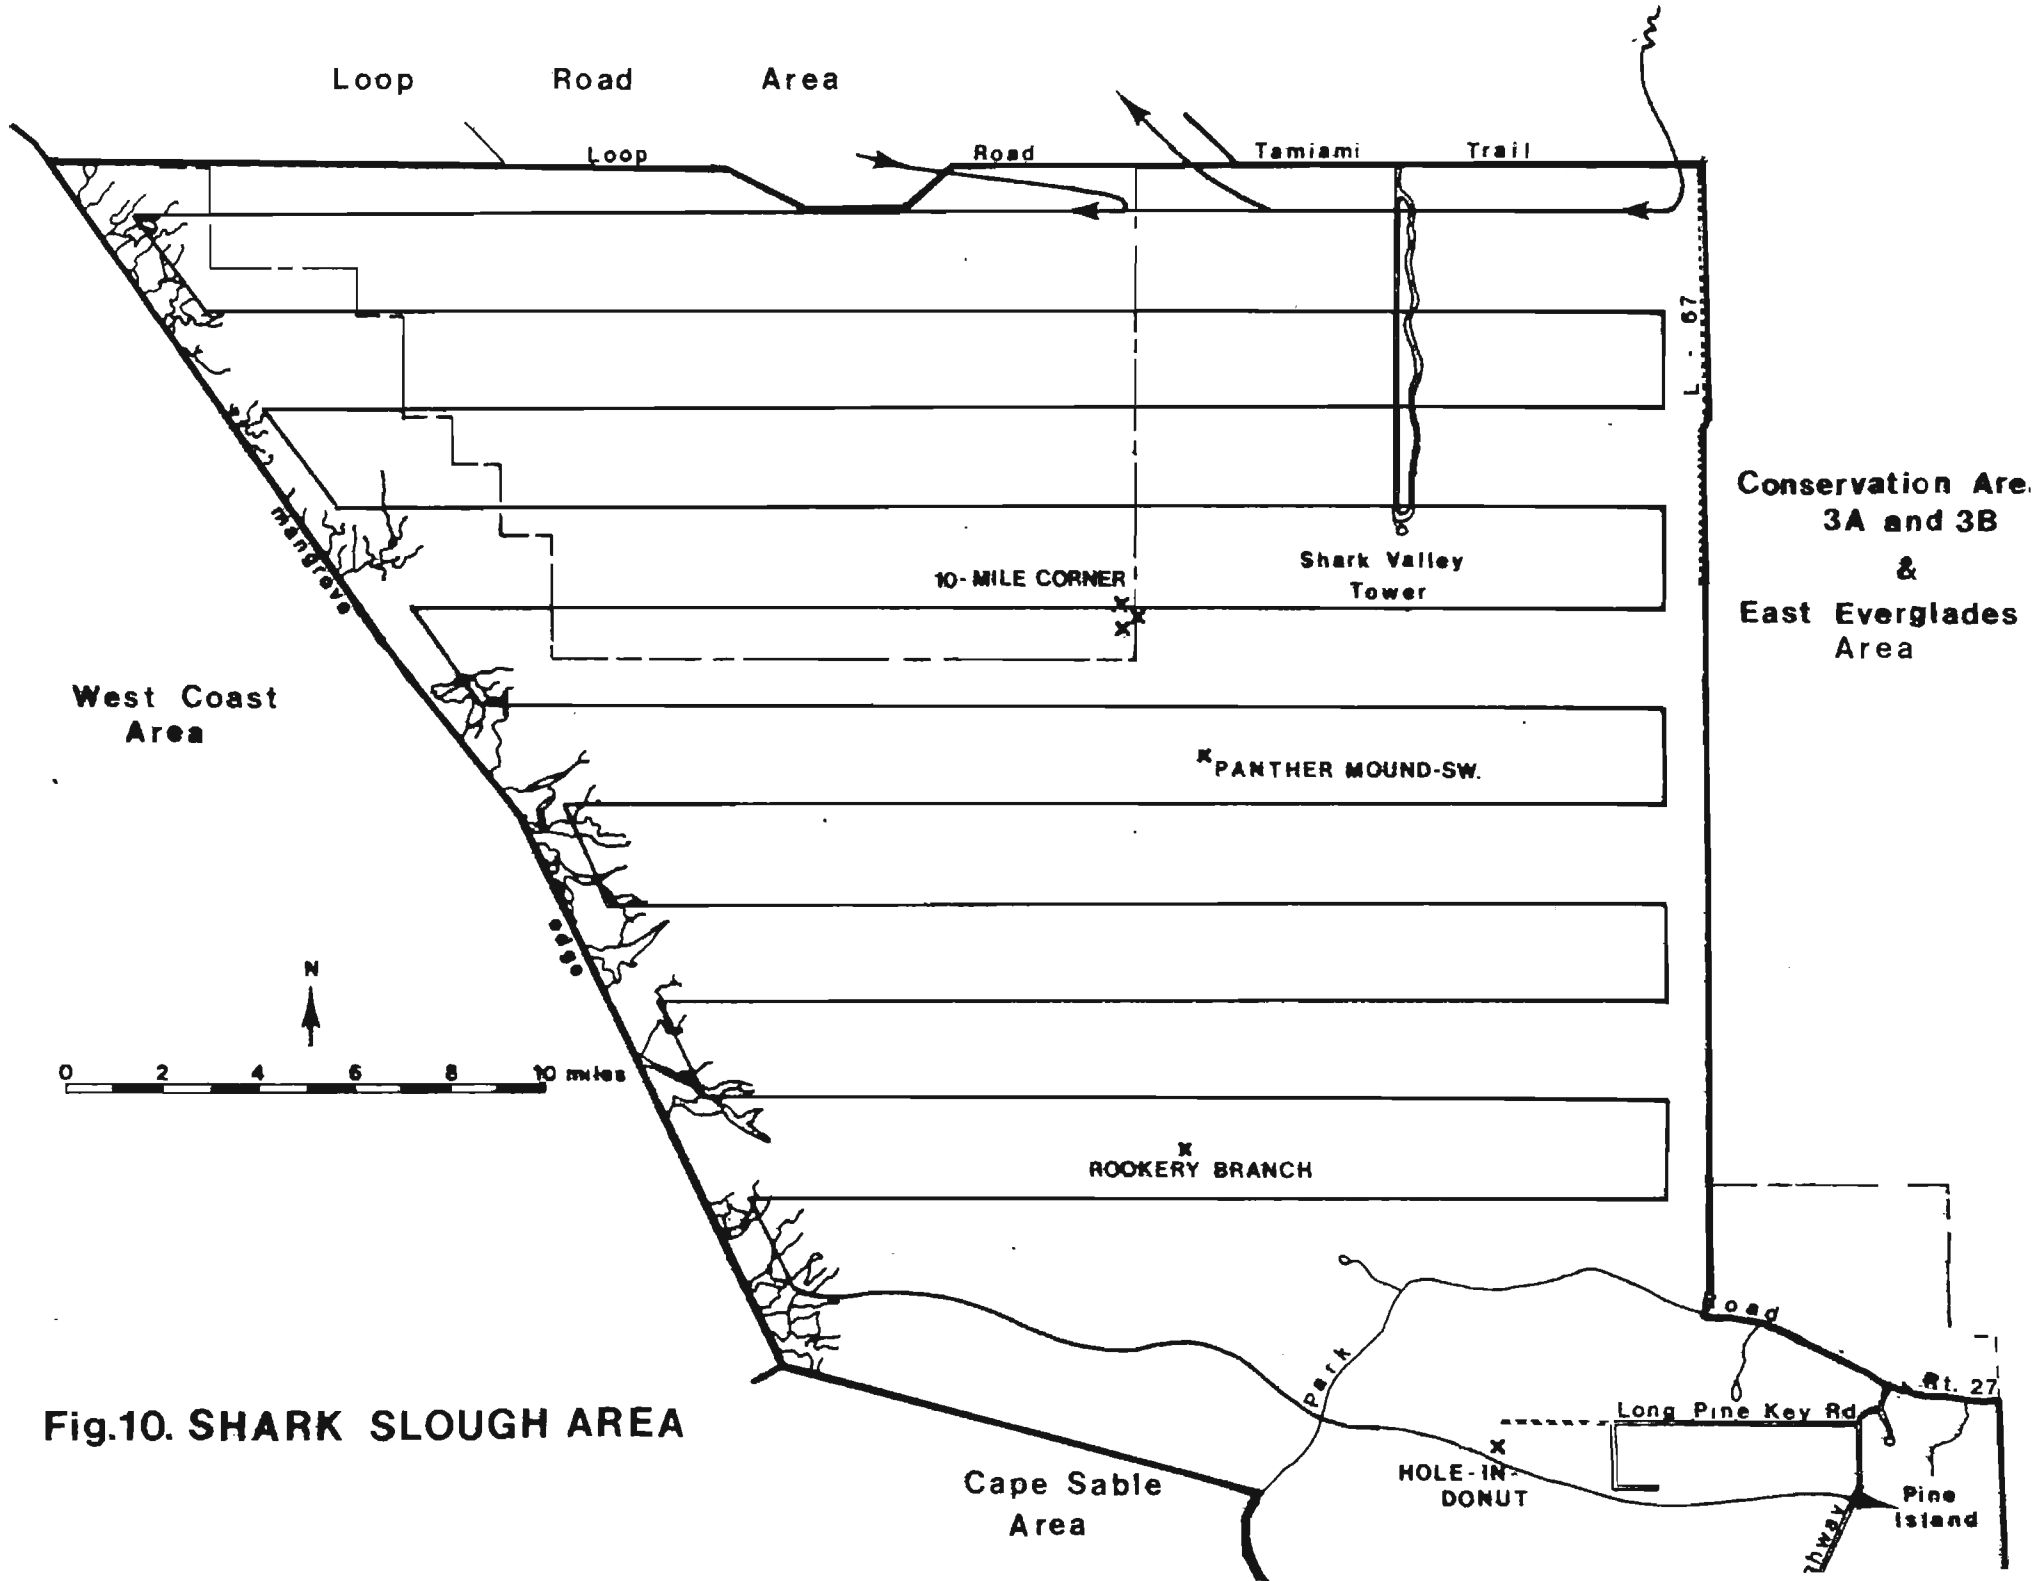 Loop Road Area
Loop Road Tamiami Trail
L - 67
Conservation Are
3A and 3B
&
East Everglades
Area
mangrove
Shark Valley
Tower
10-MILE CORNER
West Coast
Area
x PANTHER MOUND-SW.
edge
N
0 2 4 6 8 10 miles
x
ROOKERY BRANCH
oad
Park
Rt. 27
Long Pine Key Rd
Fig.10. SHARK SLOUGH AREA
x
HOLE-IN-
DONUT
Cape Sable
Area
Pine
Island
hway